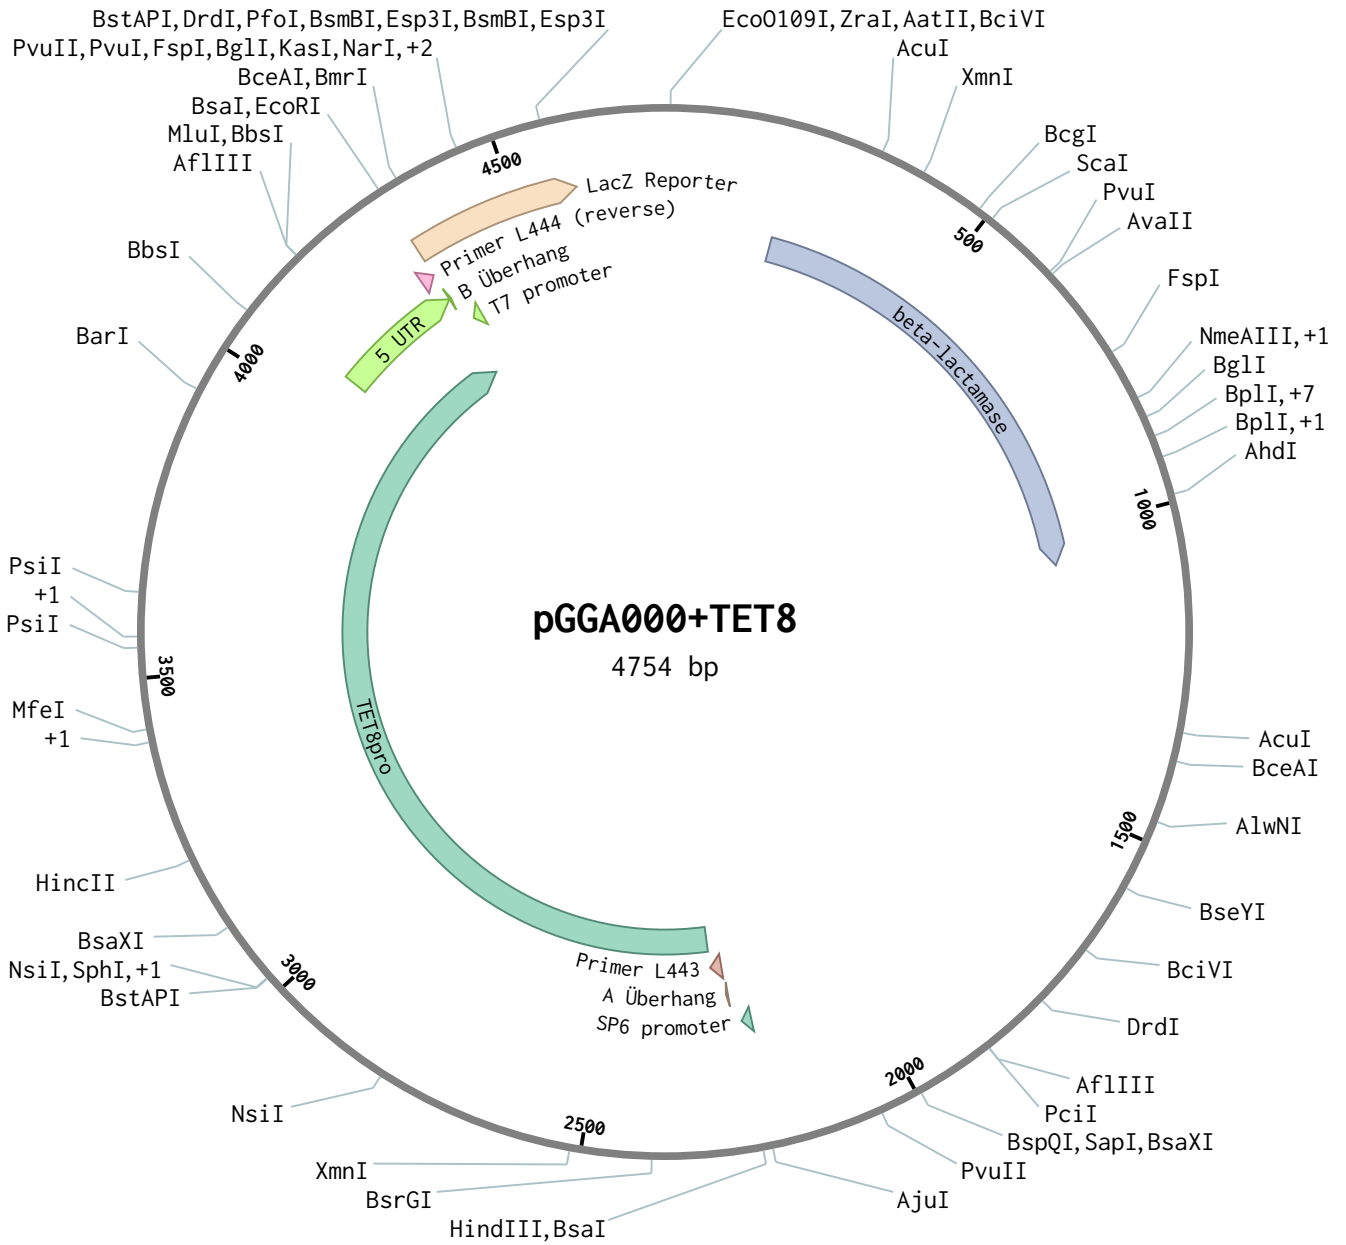 BstAPI,DrdI,PfoI,BsmBI,Esp3I,BsmBI,Esp3I
EcoO109I,ZraI,AatII,BciVI
PvuII,PvuI,FspI,BglI,KasI,NarI,+2
AcuI
BceAI,BmrI
XmnI
BsaI,EcoRI
MluI,BbsI
BcgI
AflIII
ScaI
PvuI
AvaII
BbsI
FspI
BarI
NmeAIII,+1
BglI
BplI,+7
BplI,+1
AhdI
4500
LacZ Reporter
Primer L444 (reverse)
B Überhang
T7 promoter
5 UTR
500
beta-lactamase
4000
1000
PsiI
+1
PsiI
pGGA000+TET8
4754 bp
3500
MfeI
+1
TET8pro
AcuI
BceAI
1500
AlwNI
HincII
BseYI
BsaXI
NsiI,SphI,+1
BstAPI
3000
Primer L443
A Überhang
SP6 promoter
BciVI
DrdI
2000
AflIII
PciI
BspQI,SapI,BsaXI
NsiI
2500
XmnI
PvuII
BsrGI
AjuI
HindIII,BsaI